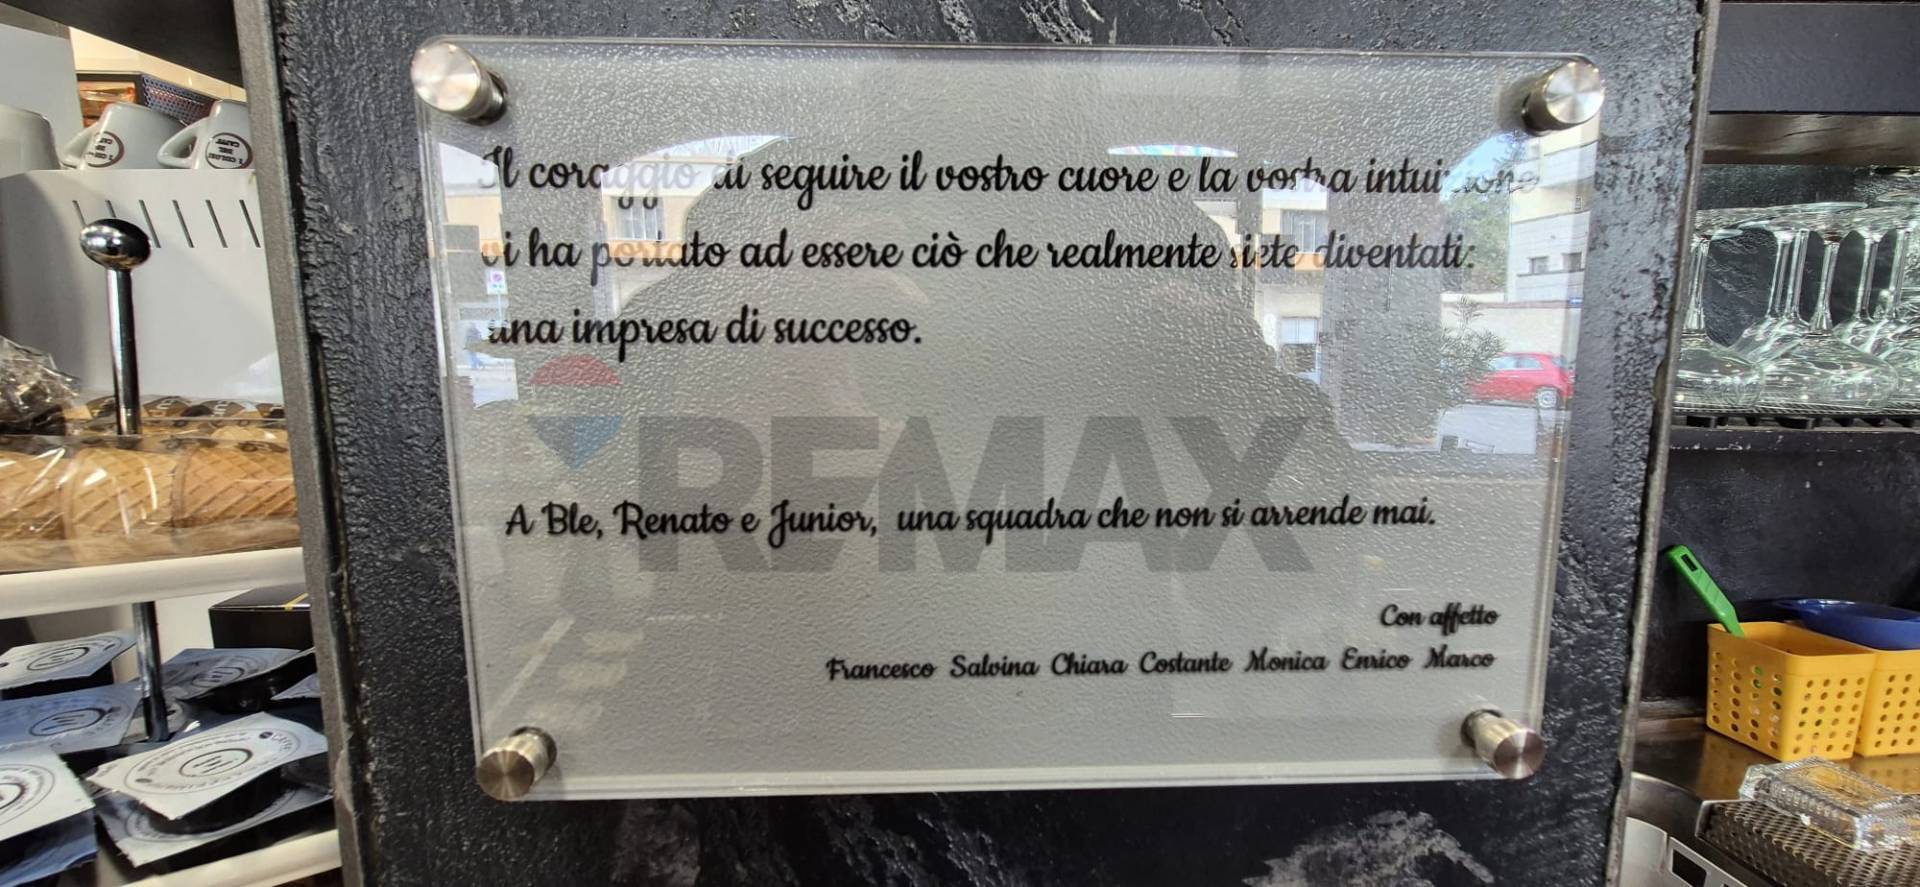 Il coraggio di seguire il vostro cuore e la vostra intuizione
vi ha portato ad essere ciò che realmente siete diventati:
una impresa di successo.
REMAX
A Ble, Renato e Junior, una squadra che non si arrende mai.
Con affetto
Francesco Salvina Chiara Costante Monica Enrico Marco